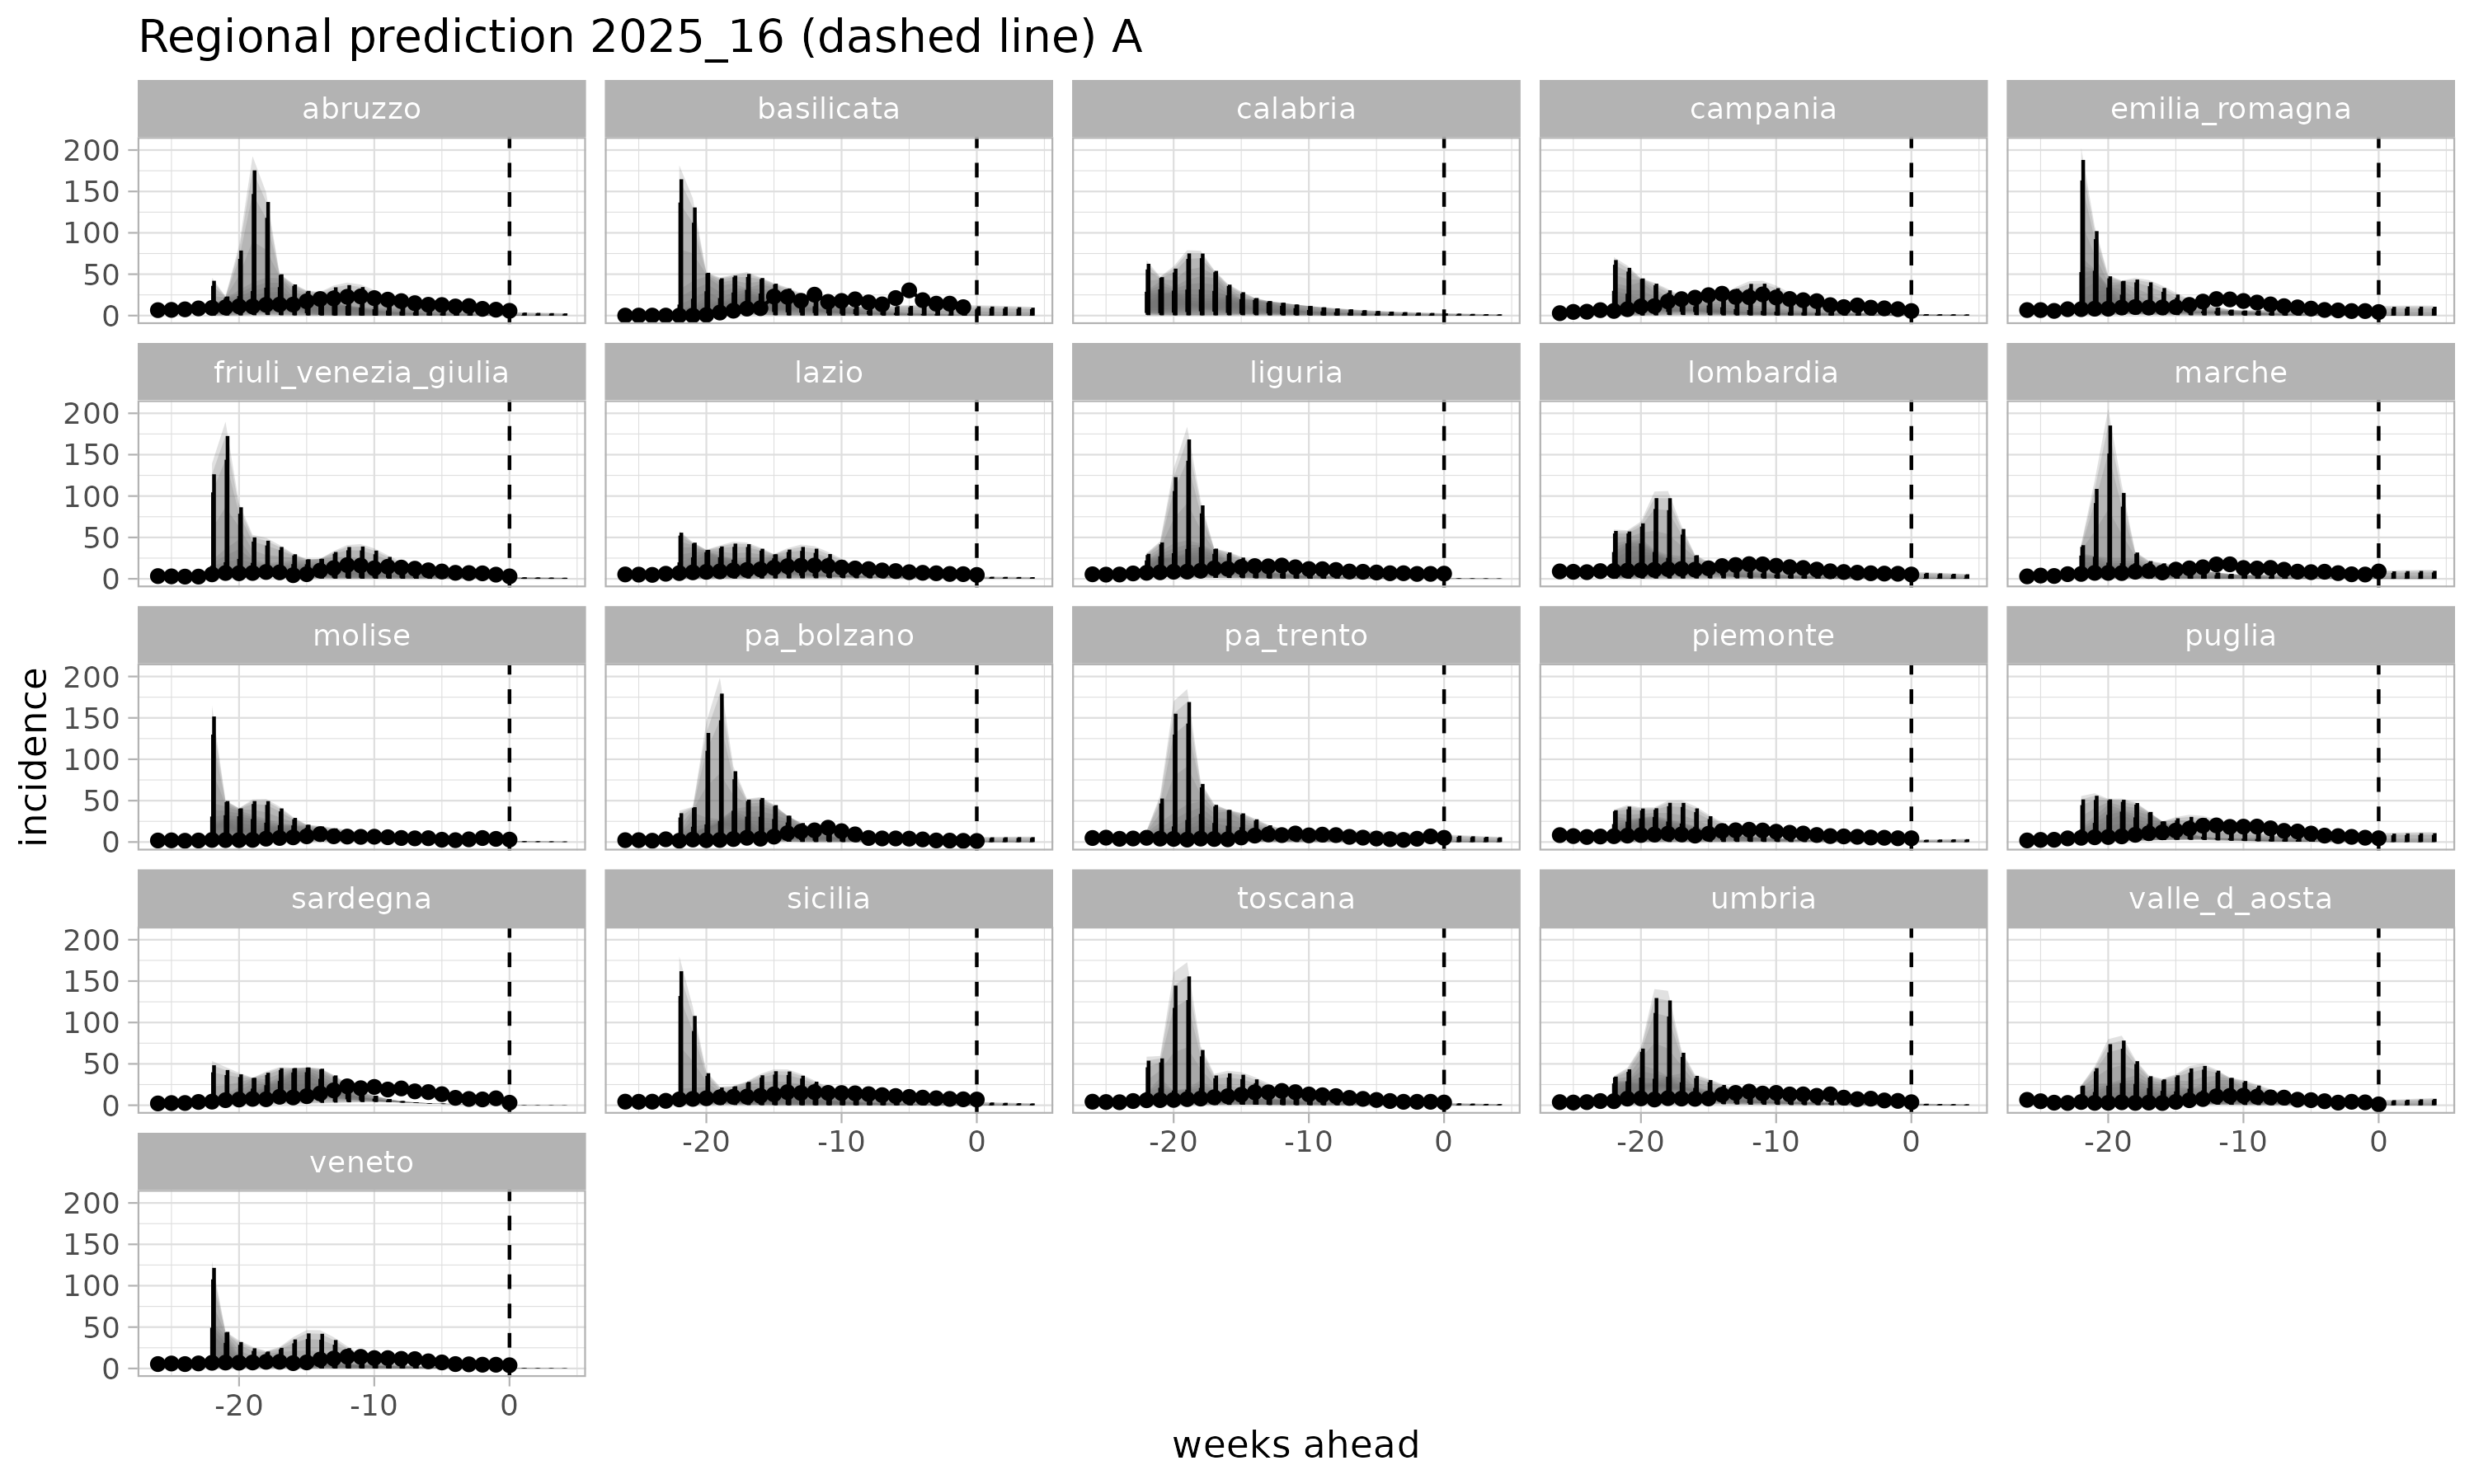 Regional prediction 2025_16 (dashed line) A
abruzzo
basilicata
calabria
campania
emilia_romagna
200
150
100
50
0
friuli_venezia_giulia
lazio
liguria
lombardia
marche
200
150
100
50
0
molise
pa_bolzano
pa_trento
piemonte
puglia
incidence
200
150
100
50
0
sardegna
sicilia
toscana
umbria
valle_d_aosta
200
150
100
50
0
-20 -10 0
-20 -10 0
-20 -10 0
-20 -10 0
veneto
200
150
100
50
0
-20 -10 0
weeks ahead